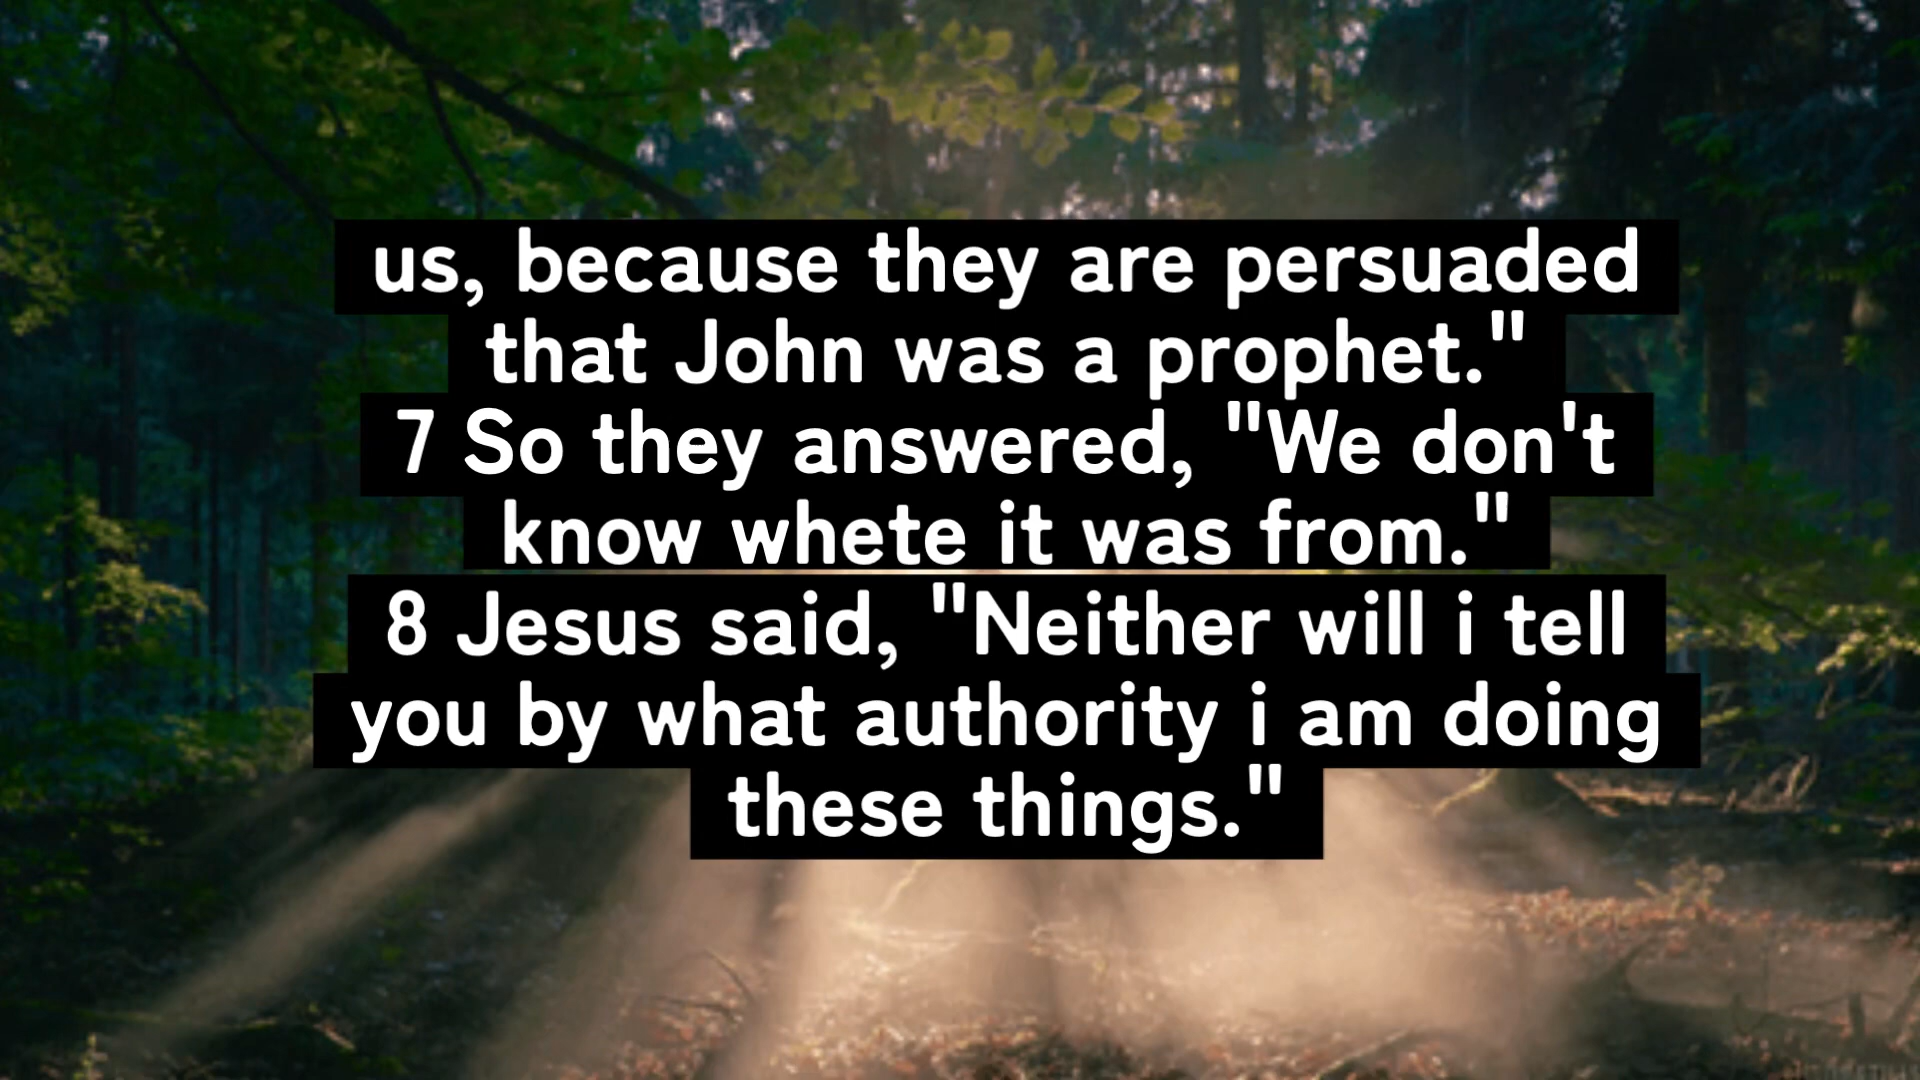 us, because they are persuaded
that John was a prophet."
7 So they answered, "We don't
know whete it was from."
8 Jesus said, "Neither will i tell
you by what authority i am doing
these things."